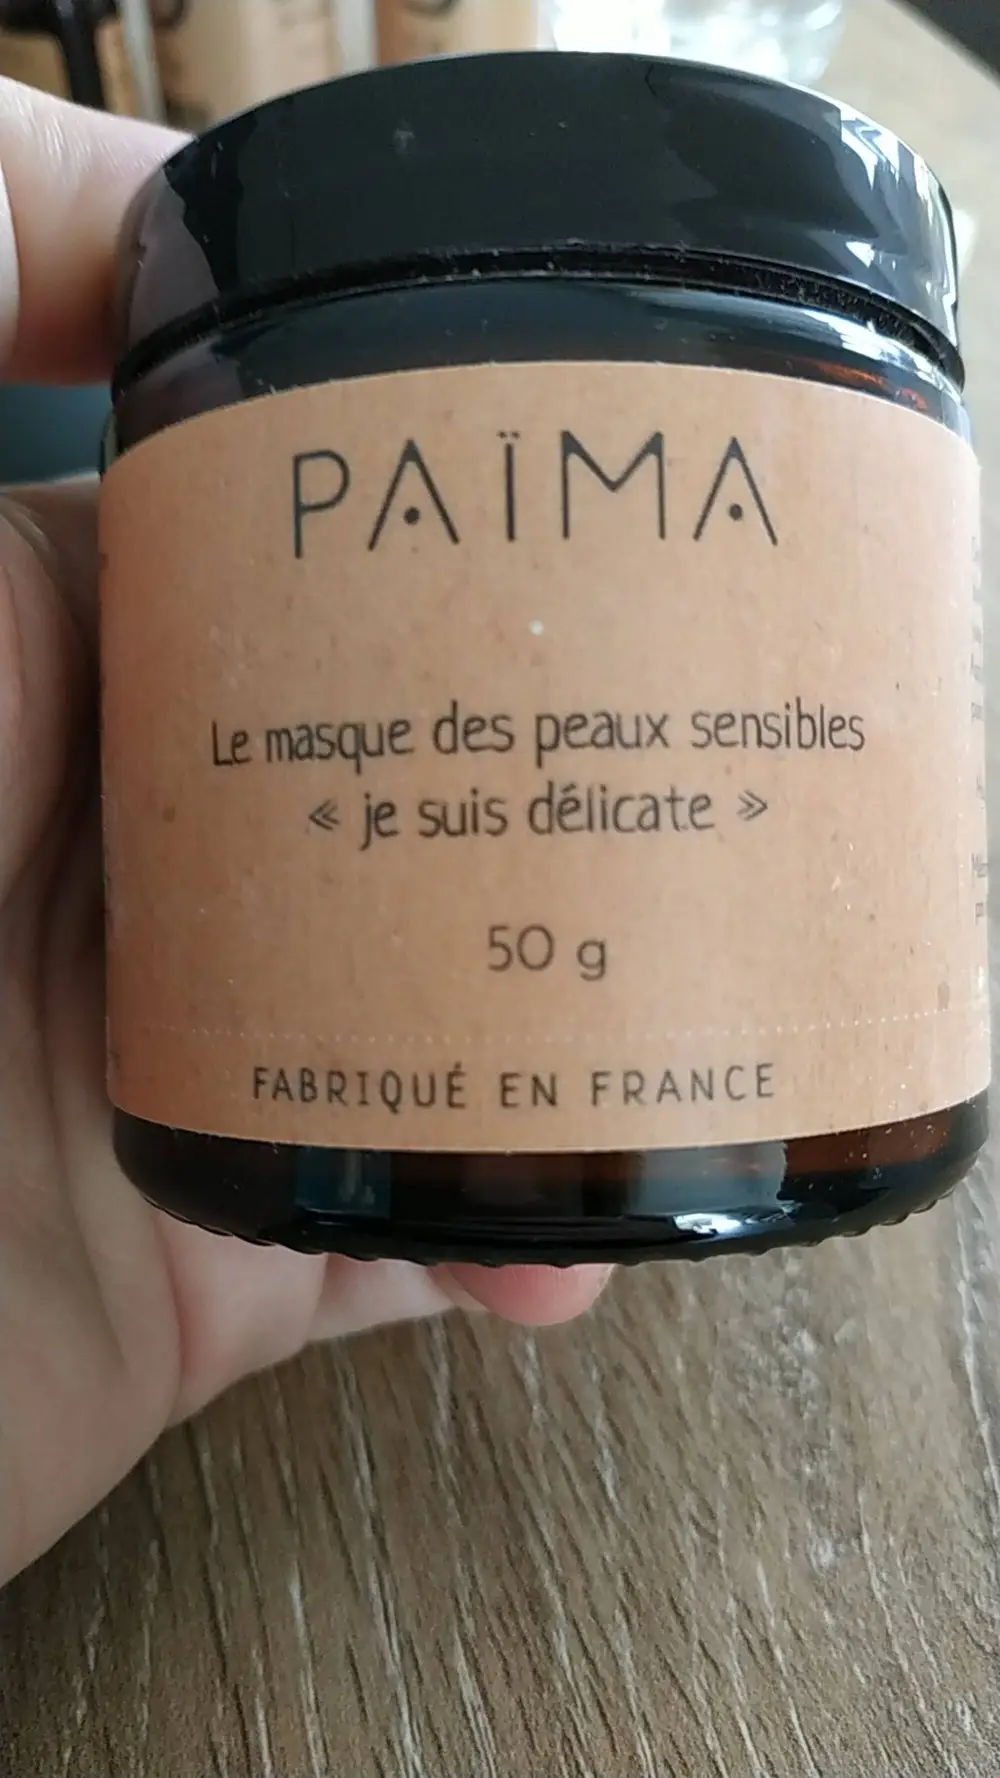 PAÏMA
Le masque des peaux sensibles
« je suis délicate »
50 g
FABRIQUÉ EN FRANCE